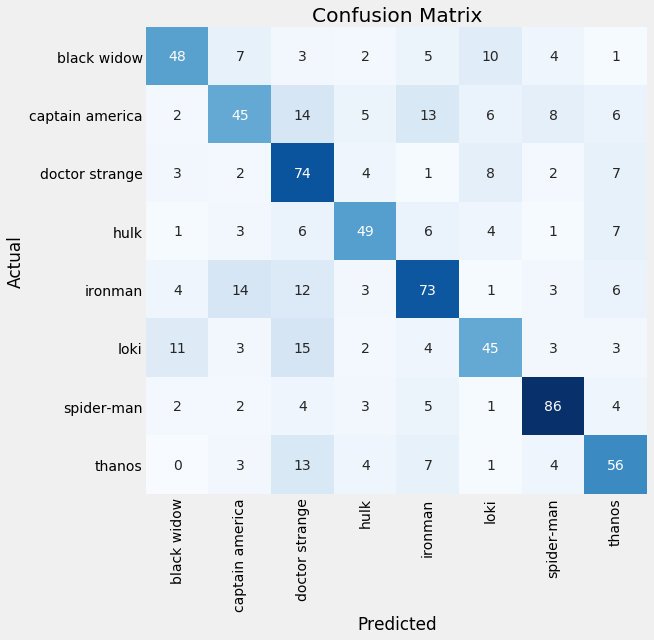 Confusion Matrix
black widow 48 7 3 2 5 10 4 1
captain america 2 45 14 5 13 6 8 6
doctor strange 3 2 74 4 1 8 2 7
hulk 1 3 6 49 6 4 1 7
ironman 4 14 12 3 73 1 3 6
loki 11 3 15 2 4 45 3 3
spider-man 2 2 4 3 5 1 86 4
thanos 0 3 13 4 7 1 4 56
Actual
black widow captain america doctor strange hulk ironman loki spider-man thanos
Predicted